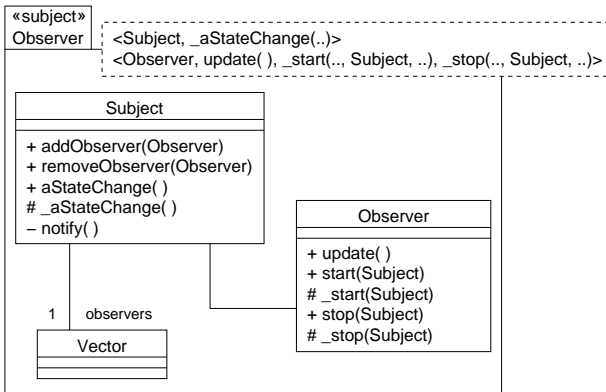 «subject»
Observer
<Subject, _aStateChange(..)>
<Observer, update( ), _start(.., Subject, ..), _stop(.., Subject, ..)>
Subject
+ addObserver(Observer)
+ removeObserver(Observer)
+ aStateChange( )
# _aStateChange( )
– notify( )
Observer
+ update( )
+ start(Subject)
# _start(Subject)
+ stop(Subject)
# _stop(Subject)
1 observers
Vector